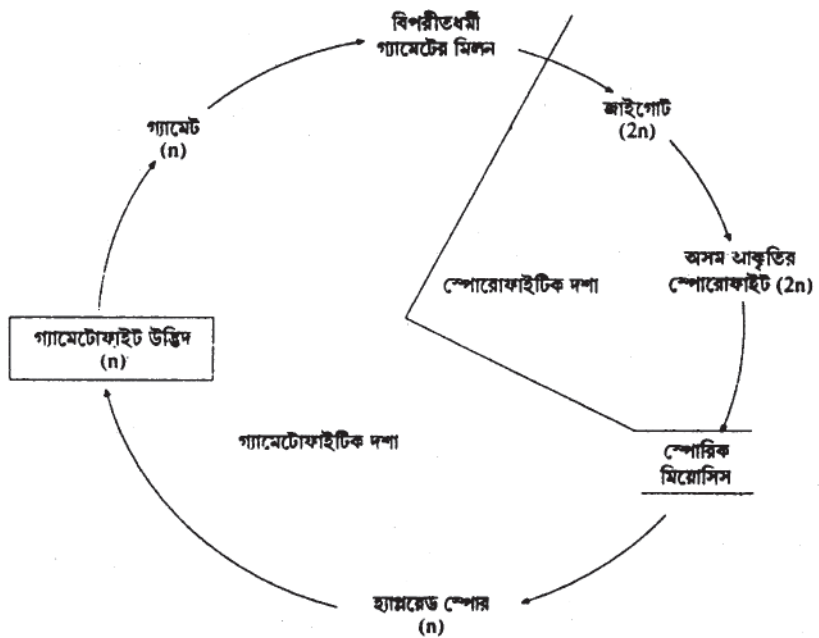 বিপরীতধর্মী
গ্যামেটের মিলন
জাইগোট
(2n)
গ্যামেট
(n)
অসম আকৃতির
স্পোরোফাইট (2n)
স্পোরোফাইটিক দশা
গ্যামেটোফাইট উদ্ভিদ
(n)
গ্যামেটোফাইটিক দশা
স্পোরিক
মিয়োসিস
হ্যাপ্লয়েড স্পোর
(n)